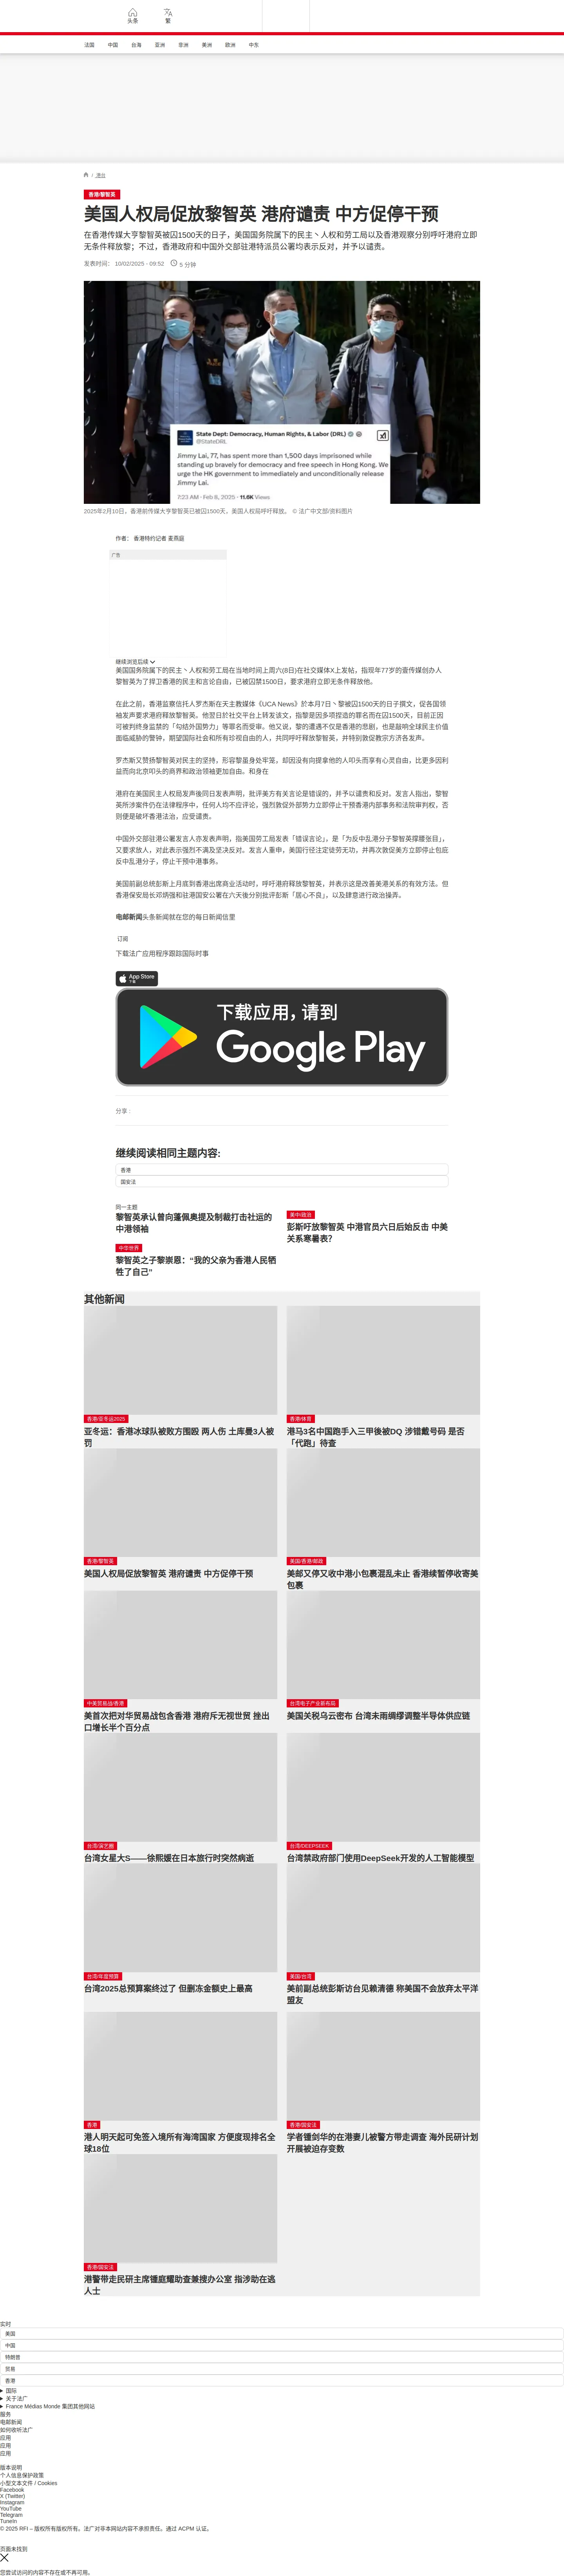 头条
繁
法国
中国
台海
亚洲
非洲
美洲
欧洲
中东
/ 港台
香港/黎智英
美国人权局促放黎智英 港府谴责 中方促停干预
在香港传媒大亨黎智英被囚1500天的日子，美国国务院属下的民主丶人权和劳工局以及香港观察分别呼吁港府立即
无条件释放黎；不过，香港政府和中国外交部驻港特派员公署均表示反对，并予以谴责。
发表时间： 10/02/2025 - 09:52
5 分钟
State Dept: Democracy, Human Rights, & Labor (DRL)
@StateDRL
Jimmy Lai, 77, has spent more than 1,500 days imprisoned while
standing up bravely for democracy and free speech in Hong Kong. We
urge the HK government to immediately and unconditionally release
Jimmy Lai.
7:23 AM · Feb 8, 2025 · 11.6K Views
2025年2月10日，香港前传媒大亨黎智英已被囚1500天，美国人权局呼吁释放。 © 法广中文部/资料图片
作者： 香港特约记者 麦燕庭
广告
继续浏览后续
美国国务院属下的民主丶人权和劳工局在当地时间上周六(8日)在社交媒体X上发帖，指现年77岁的壹传媒创办人
黎智英为了捍卫香港的民主和言论自由，已被囚禁1500日，要求港府立即无条件释放他。
在此之前，香港监察信托人罗杰斯在天主教媒体《UCA News》於本月7日丶黎被囚1500天的日子撰文，促各国领
袖发声要求港府释放黎智英。他翌日於社交平台上转发该文，指黎是因多项捏造的罪名而在囚1500天，目前正因
可被判终身监禁的「勾结外国势力」等罪名而受审。他又说，黎的遭遇不仅是香港的悲剧，也是敲响全球民主价值
面临威胁的警钟，期望国际社会和所有珍视自由的人，共同呼吁释放黎智英，并特别敦促教宗方济各发声。
罗杰斯又赞扬黎智英对民主的坚持，形容黎虽身处牢笼，却因没有向提拿他的人叩头而享有心灵自由，比更多因利
益而向北京叩头的商界和政治领袖更加自由。和身在
港府在美国民主人权局发声後同日发表声明，批评美方有关言论是错误的，并予以谴责和反对。发言人指出，黎智
英所涉案件仍在法律程序中，任何人均不应评论，强烈敦促外部势力立即停止干预香港内部事务和法院审判权，否
则便是破坏香港法治，应受谴责。
中国外交部驻港公署发言人亦发表声明，指美国劳工局发表「错误言论」，是「为反中乱港分子黎智英撑腰张目」，
又要求放人，对此表示强烈不满及坚决反对。发言人重申，美国行径注定徒劳无功，并再次敦促美方立即停止包庇
反中乱港分子，停止干预中港事务。
美国前副总统彭斯上月底到香港出席商业活动时，呼吁港府释放黎智英，并表示这是改善美港关系的有效方法。但
香港保安局长邓炳强和驻港国安公署在六天後分别批评彭斯「居心不良」，以及肆意进行政治操弄。
电邮新闻头条新闻就在您的每日新闻信里
订阅
下载法广应用程序跟踪国际时事
App Store
下载
下载应用，请到
Google Play
分享 :
继续阅读相同主题内容:
香港
国安法
同一主题
黎智英承认曾向蓬佩奥提及制裁打击社运的
中港领袖
美中/政治
彭斯吁放黎智英 中港官员六日后始反击 中美
关系寒暑表？
中华世界
黎智英之子黎崇恩：“我的父亲为香港人民牺
牲了自己“
其他新闻
香港/亚冬运2025
亚冬运：香港冰球队被败方围殴 两人伤 土库曼3人被
罚
香港/体育
港马3名中国跑手入三甲後被DQ 涉错戴号码 是否
「代跑」待查
香港/黎智英
美国人权局促放黎智英 港府谴责 中方促停干预
美国/香港/邮政
美邮又停又收中港小包裹混乱未止 香港续暂停收寄美
包裹
中美贸易战/香港
美首次把对华贸易战包含香港 港府斥无视世贸 挫出
口增长半个百分点
台湾电子产业新布局
美国关税乌云密布 台湾未雨绸缪调整半导体供应链
台湾/演艺圈
台湾女星大S——徐熙媛在日本旅行时突然病逝
台湾/DEEPSEEK
台湾禁政府部门使用DeepSeek开发的人工智能模型
台湾/年度预算
台湾2025总预算案终过了 但删冻金额史上最高
美国/台湾
美前副总统彭斯访台见赖清德 称美国不会放弃太平洋
盟友
香港
港人明天起可免签入境所有海湾国家 方便度现排名全
球18位
香港/国安法
学者锺剑华的在港妻儿被警方带走调查 海外民研计划
开展被迫存变数
香港/国安法
港警带走民研主席锺庭耀助查兼搜办公室 指涉助在逃
人士
实时
美国
中国
特朗普
贸易
香港
国际
关于法广
France Médias Monde 集团其他网站
服务
电邮新闻
如何收听法广
应用
应用
应用
版本说明
个人信息保护政策
小型文本文件 / Cookies
Facebook
X (Twitter)
Instagram
YouTube
Telegram
TuneIn
© 2025 RFI – 版权所有版权所有。法广对非本网站内容不承担责任。通过 ACPM 认证。
页面未找到
您尝试访问的内容不存在或不再可用。